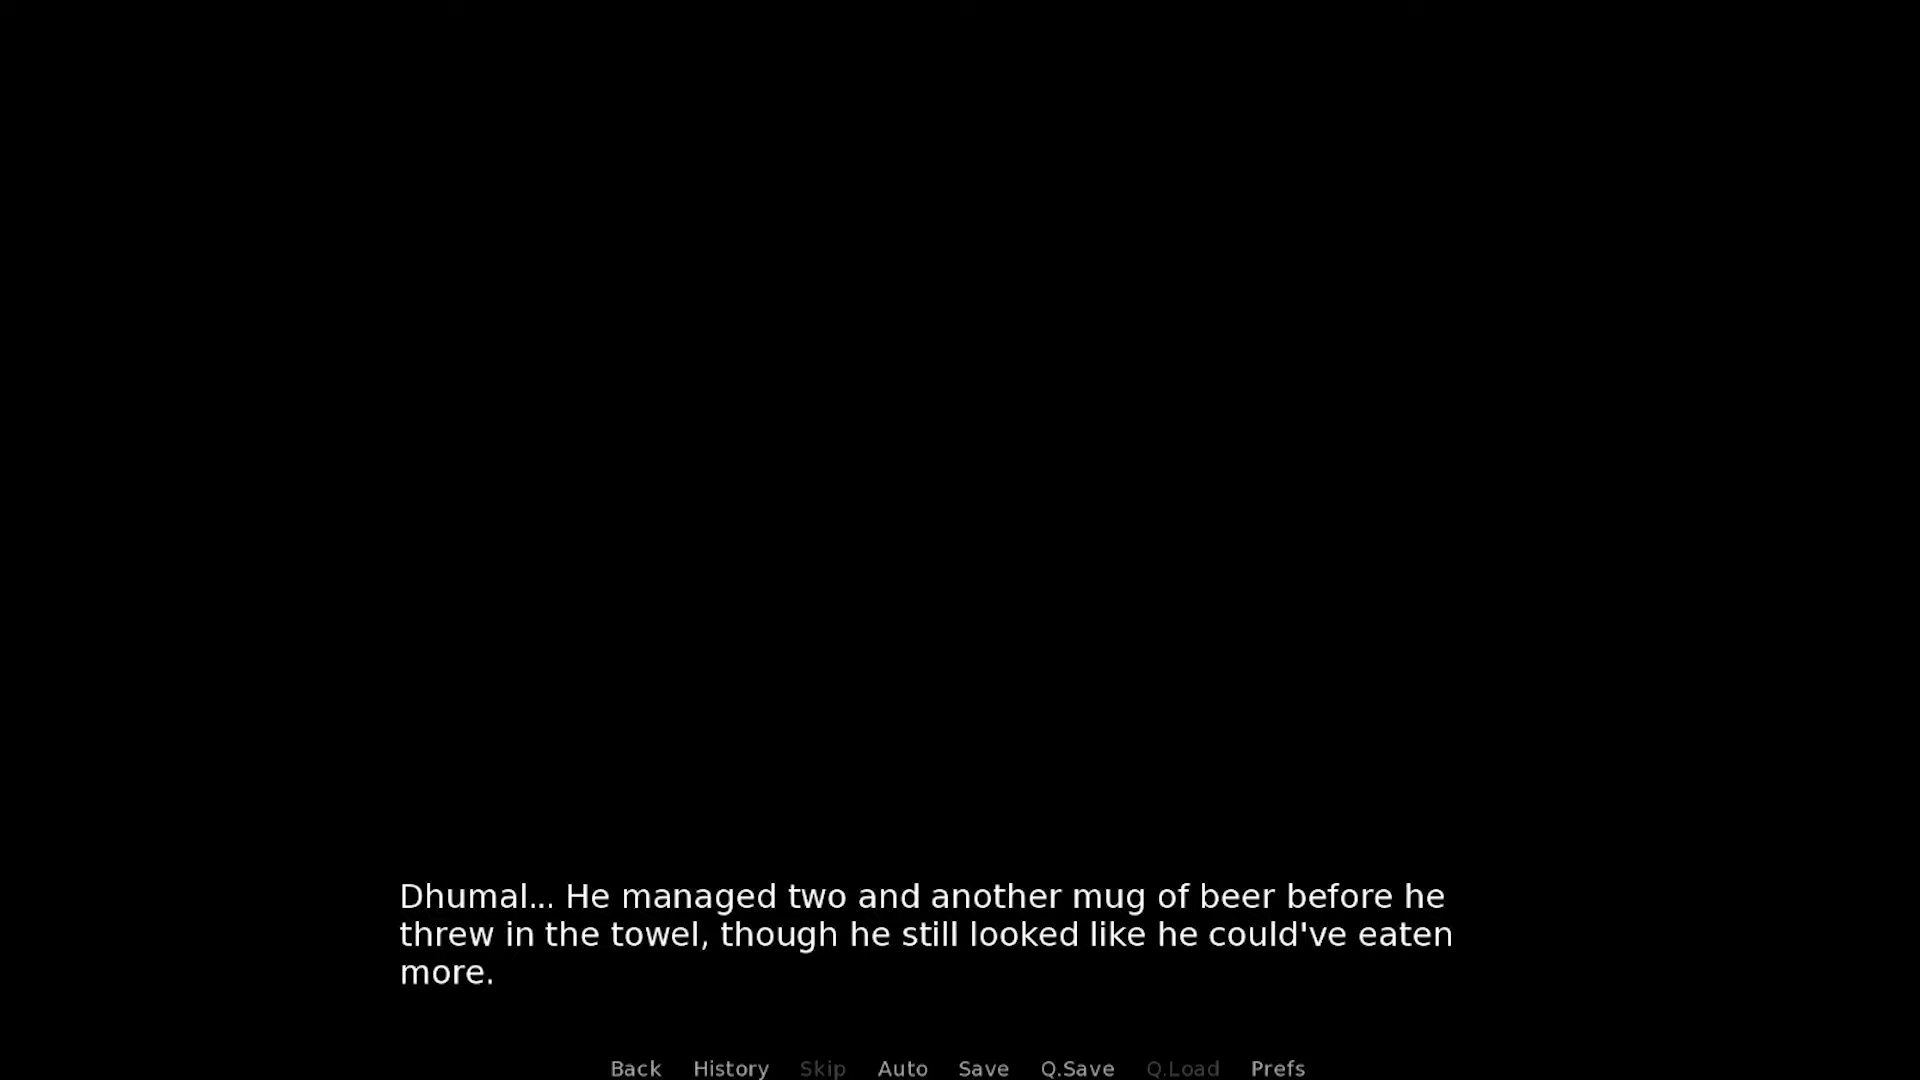 Dhumal... He managed two and another mug of beer before he
threw in the towel, though he still looked like he could've eaten
more.
Back History Skip Auto Save Q.Save Q.Load Prefs